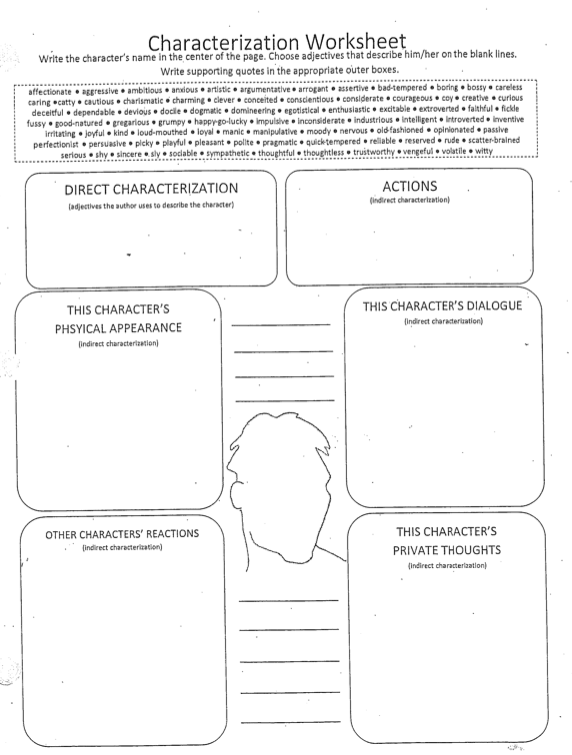 Characterization Worksheet
Write the character's name in the center of the page. Choose adjectives that describe him/her on the blank lines.
Write supporting quotes in the appropriate outer boxes.
affectionate • aggressive • ambitious • anxious • artistic • argumentative • arrogant • assertive • bad-tempered • boring • bossy • careless
caring • catty • cautious • charismatic • charming • clever • conceited • conscientious • considerate • courageous • coy • creative • curious
deceitful • dependable • devious • docile • dogmatic • domineering • egotistical • enthusiastic • excitable • extroverted • faithful • fickle
fussy • good-natured • gregarious • grumpy • happy-go-lucky • impulsive • inconsiderate • industrious • intelligent • introverted • inventive
irritating • joyful • kind • loud-mouthed • loyal • manic • manipulative • moody • nervous • old-fashioned • opinionated • passive
perfectionist • persuasive • picky • playful • pleasant • polite • pragmatic • quick-tempered • reliable • reserved • rude • scatter-brained
serious • shy • sincere • sly • sociable • sympathetic • thoughtful • thoughtless • trustworthy • vengeful • volatile • witty
DIRECT CHARACTERIZATION
(adjectives the author uses to describe the character)
ACTIONS
(indirect characterization)
THIS CHARACTER'S
PHSYICAL APPEARANCE
(indirect characterization)
THIS CHARACTER'S DIALOGUE
(indirect characterization)
OTHER CHARACTERS' REACTIONS
(indirect characterization)
THIS CHARACTER'S
PRIVATE THOUGHTS
(indirect characterization)